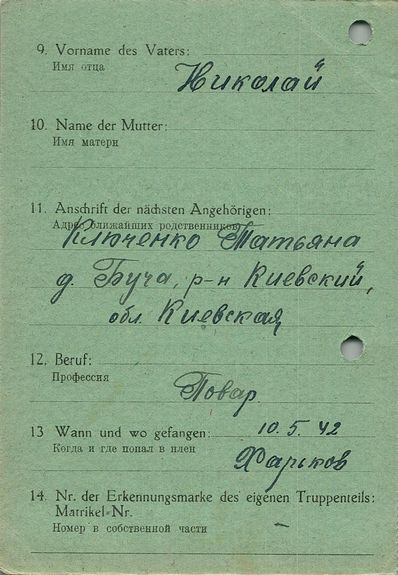 9. Vorname des Vaters:
Имя отца
Николай
10. Name der Mutter:
Имя матери
11. Anschrift der nächsten Angehörigen:
Адрес ближайших родственников
Ключенко Татьяна
д. Буча, р-н Киевский,
обл. Киевская
12. Beruf:
Профессия
Повар.
13 Wann und wo gefangen: 10. 5. 42
Когда и где попал в плен
Харьков
14. Nr. der Erkennungsmarke des eigenen Truppenteils:
Matrikel-Nr.
Номер в собственной части –